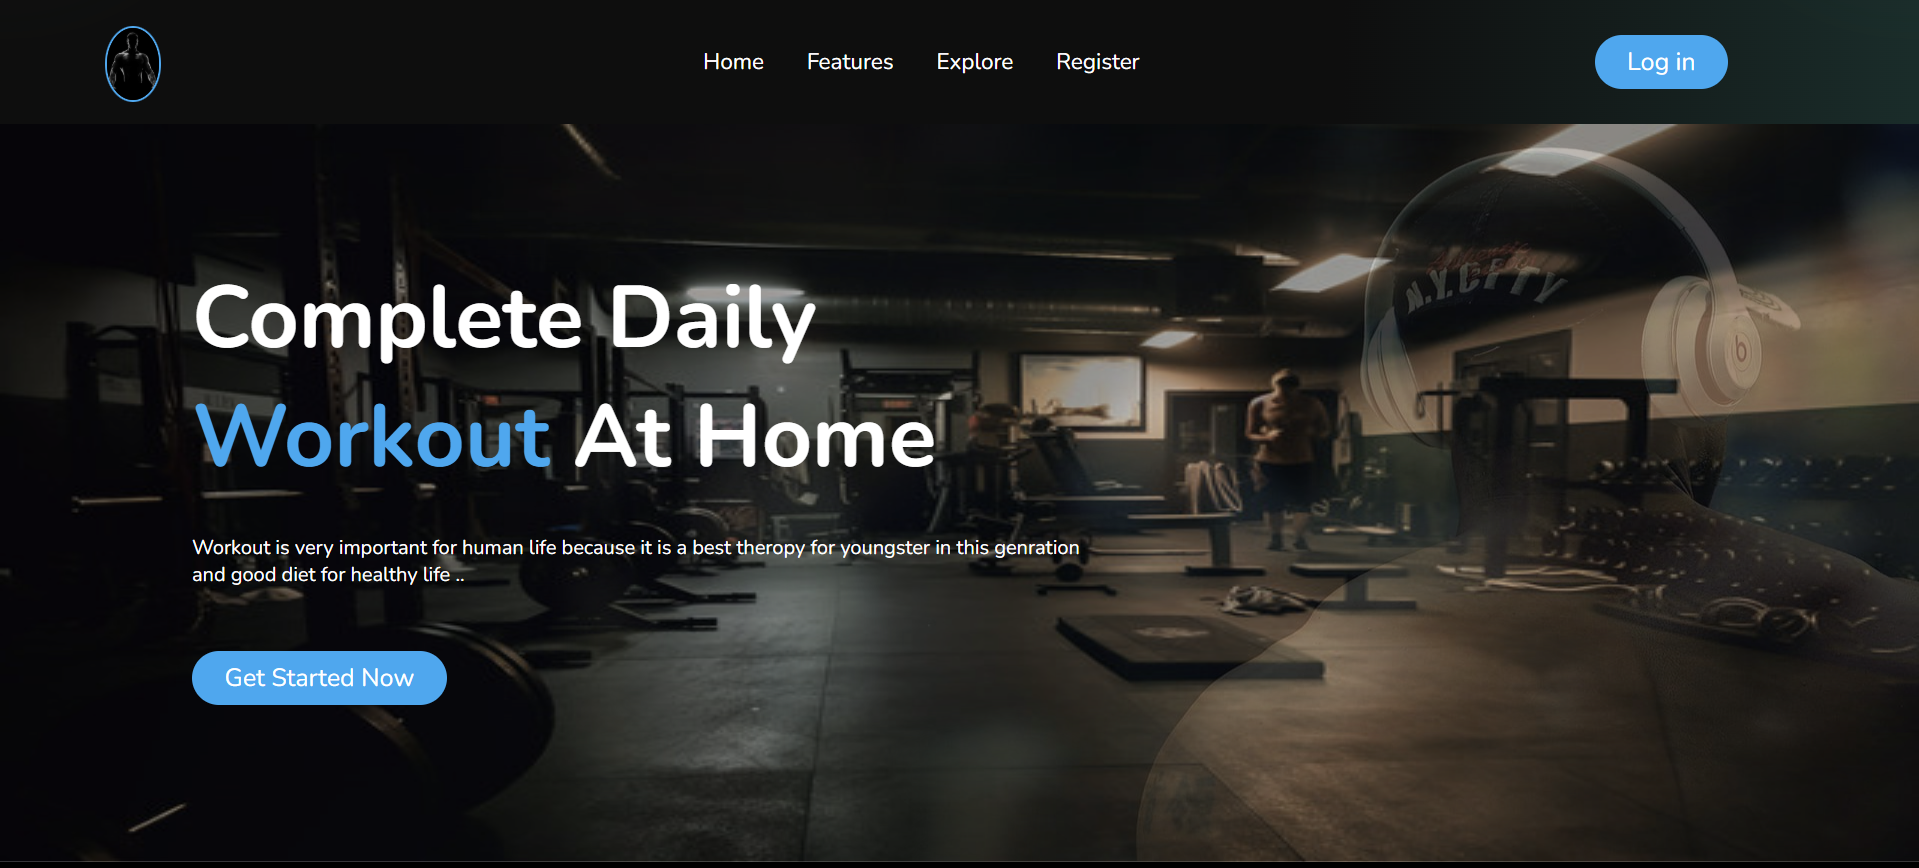 Home Features Explore Register Log in
N.Y.C
Complete Daily
Workout At Home
Workout is very important for human life because it is a best theropy for youngster in this genration
and good diet for healthy life ..
Get Started Now
b